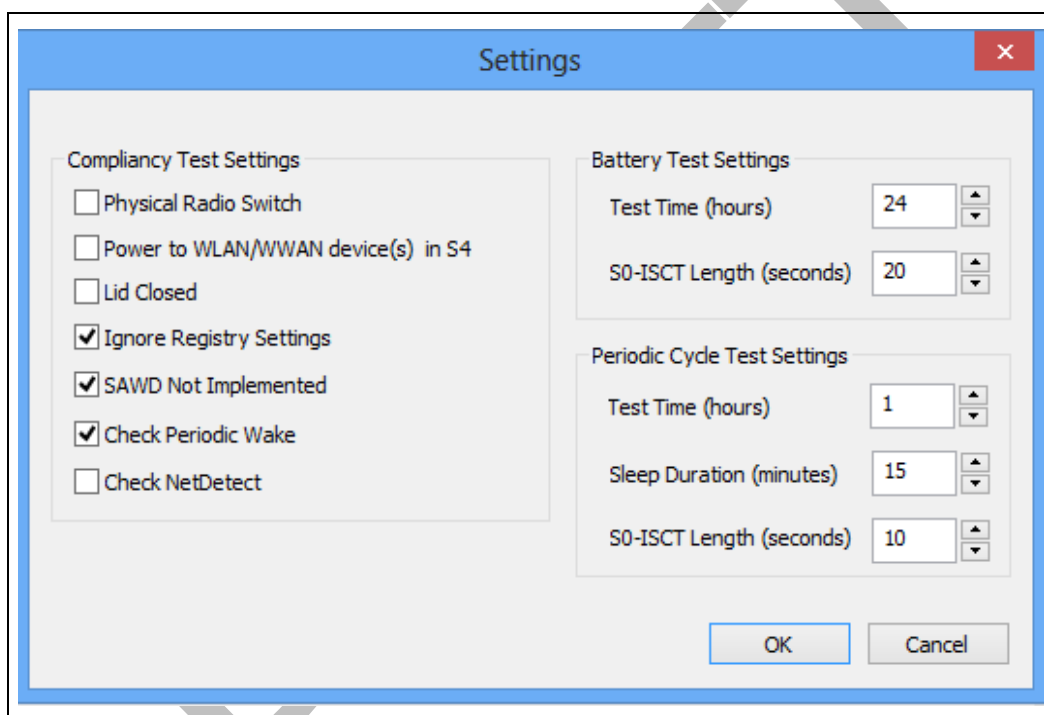 Settings
Compliancy Test Settings
Physical Radio Switch
Power to WLAN/WWAN device(s) in S4
Lid Closed
Ignore Registry Settings
SAWD Not Implemented
Check Periodic Wake
Check NetDetect
Battery Test Settings
Test Time (hours) 24
S0-ISCT Length (seconds) 20
Periodic Cycle Test Settings
Test Time (hours) 1
Sleep Duration (minutes) 15
S0-ISCT Length (seconds) 10
OK Cancel